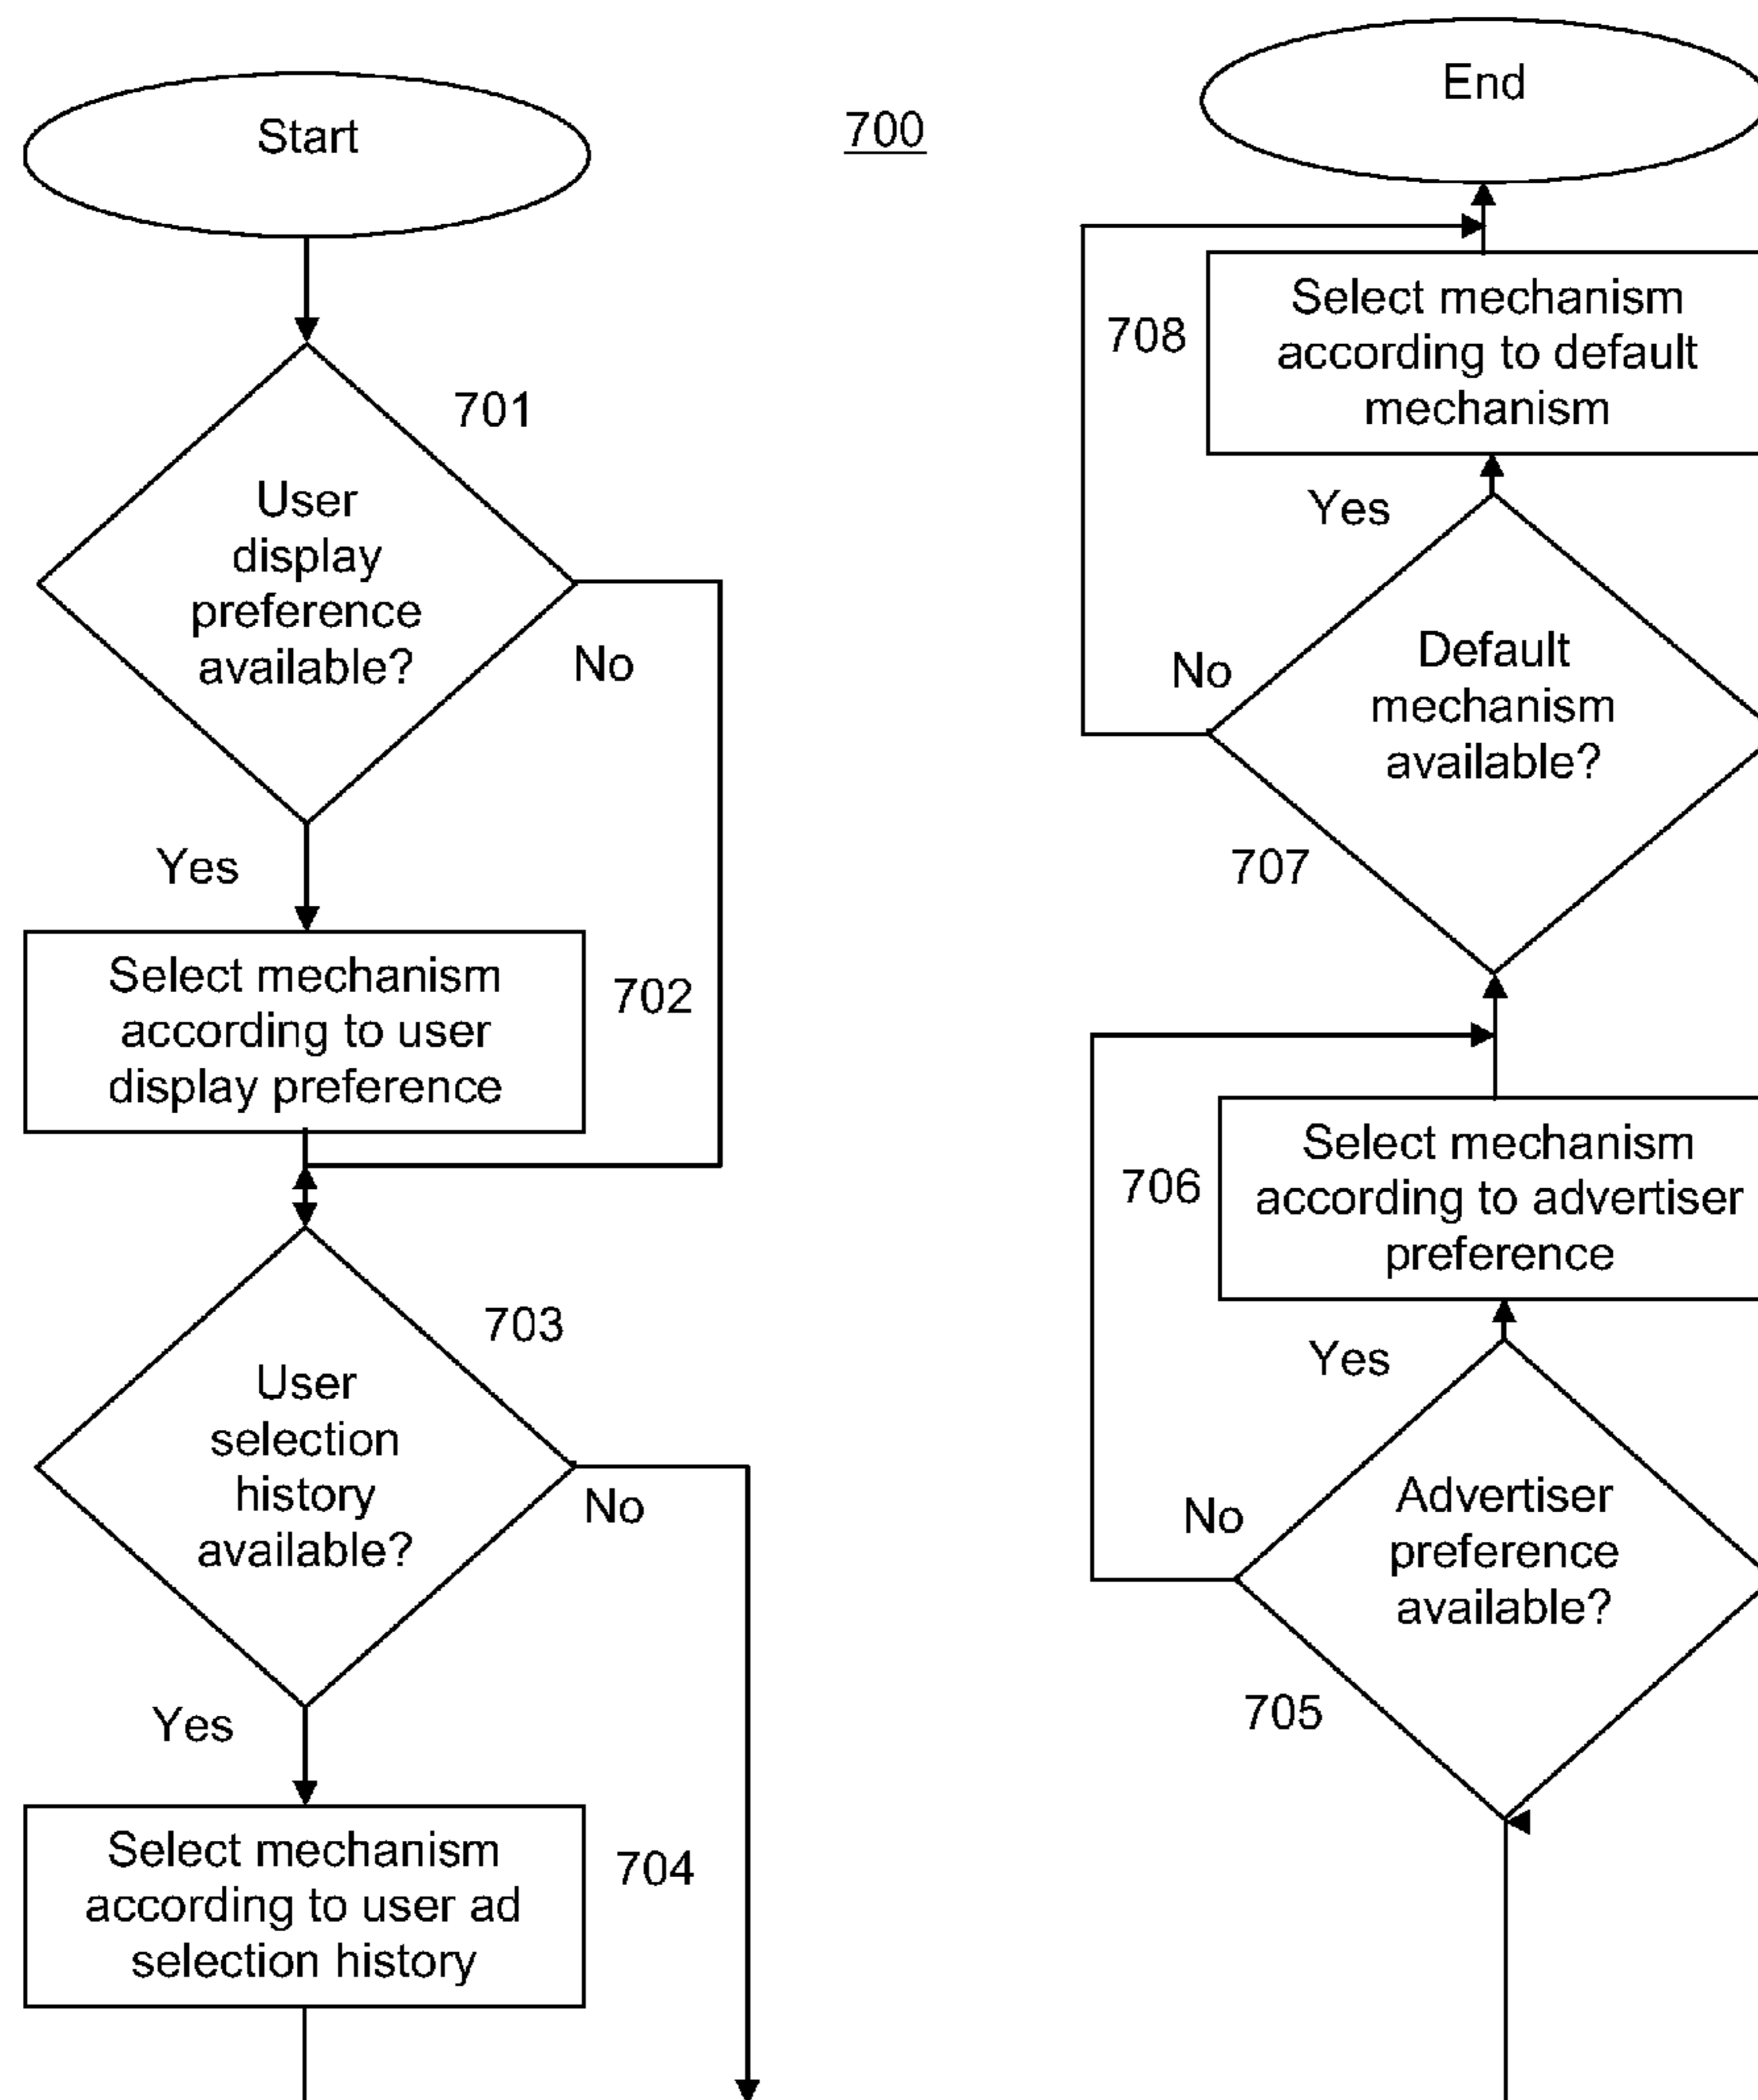 700
Start
701
User
display
preference
available?
No
Yes
Select mechanism
according to user
display preference
702
703
User
selection
history
available?
No
Yes
Select mechanism
according to user ad
selection history
704
End
Select mechanism
according to default
mechanism
708
Yes
No
Default
mechanism
available?
707
Select mechanism
according to advertiser
preference
706
Yes
No
Advertiser
preference
available?
705